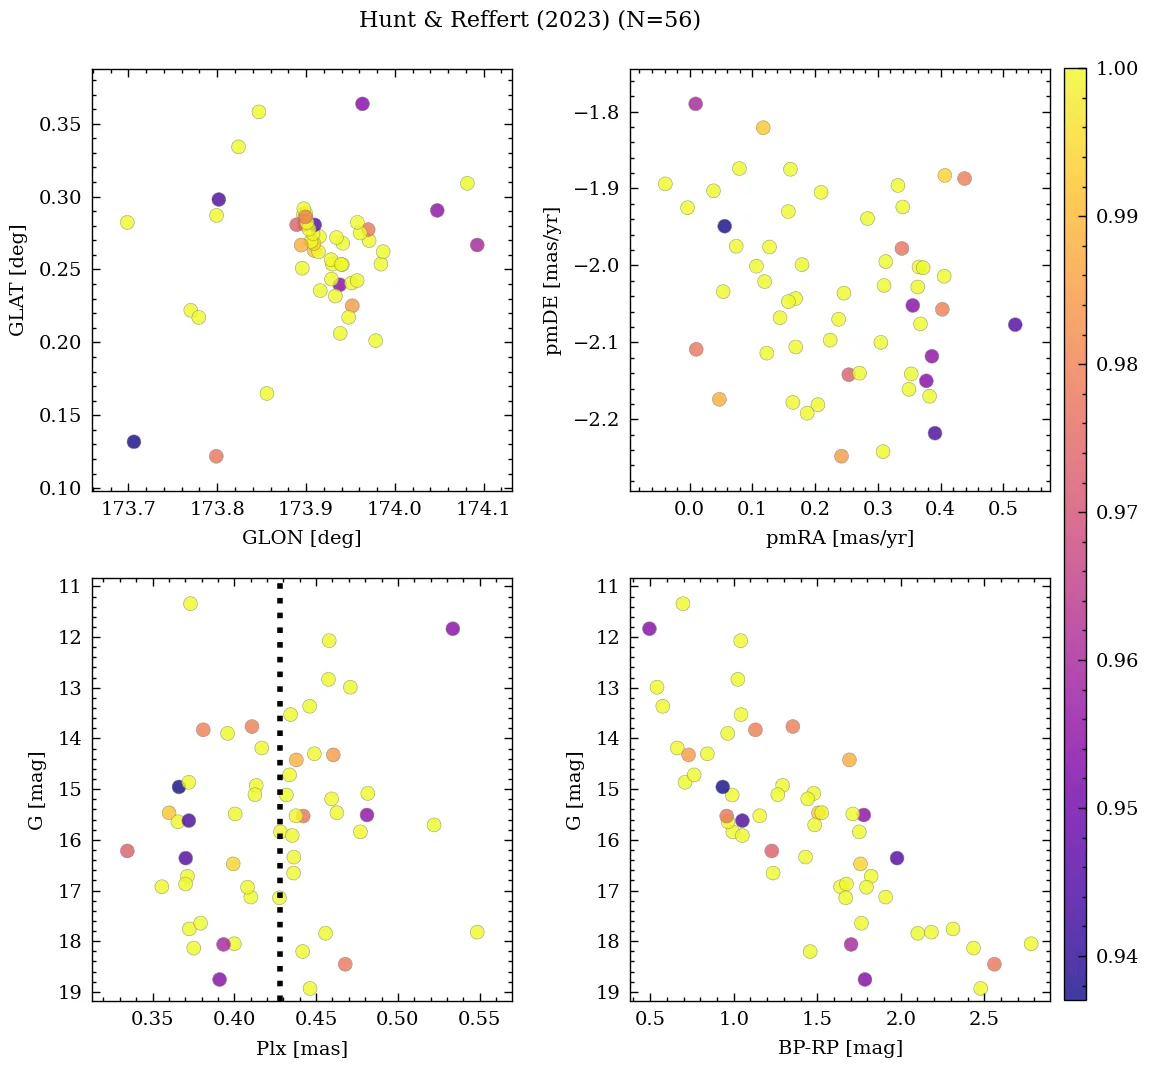 Hunt & Reffert (2023) (N=56)
0.35
0.30
0.25
0.20
0.15
0.10
GLAT [deg]
173.7 173.8 173.9 174.0 174.1
GLON [deg]
−1.8
−1.9
−2.0
−2.1
−2.2
pmDE [mas/yr]
0.0 0.1 0.2 0.3 0.4 0.5
pmRA [mas/yr]
11
12
13
14
15
16
17
18
19
G [mag]
0.35 0.40 0.45 0.50 0.55
Plx [mas]
11
12
13
14
15
16
17
18
19
G [mag]
0.5 1.0 1.5 2.0 2.5
BP-RP [mag]
1.00
0.99
0.98
0.97
0.96
0.95
0.94